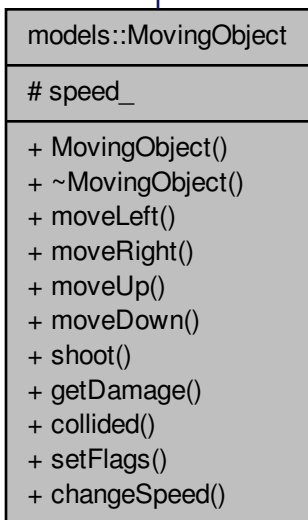 models::MovingObject
# speed_
+ MovingObject()
+ ~MovingObject()
+ moveLeft()
+ moveRight()
+ moveUp()
+ moveDown()
+ shoot()
+ getDamage()
+ collided()
+ setFlags()
+ changeSpeed()